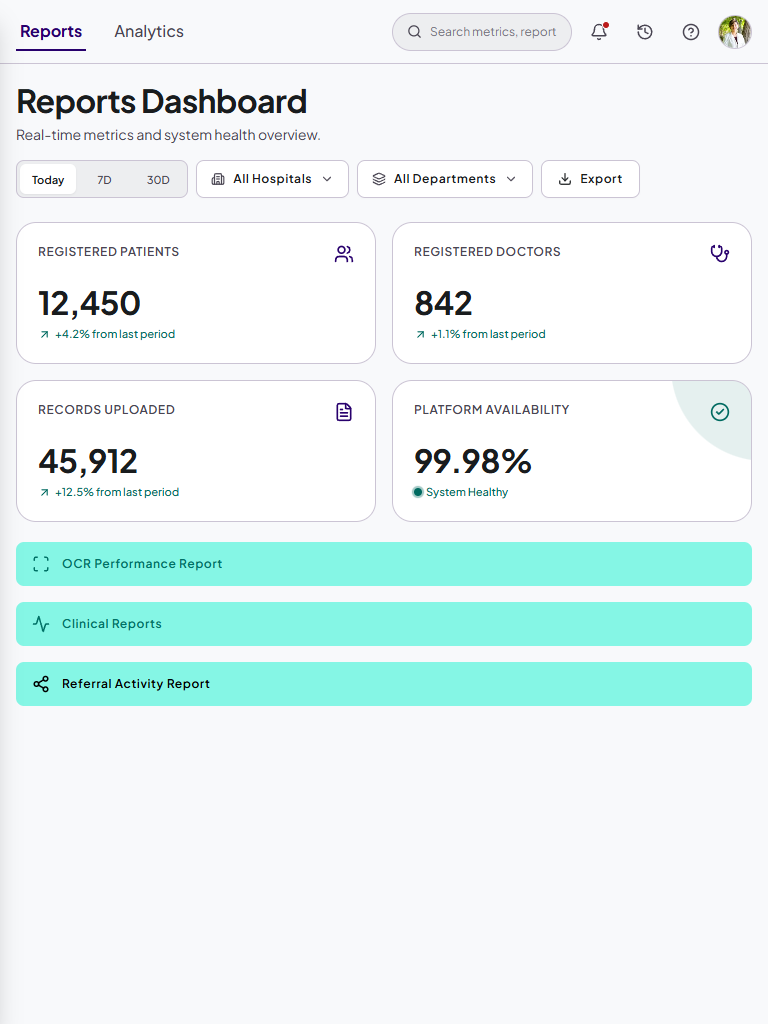 Reports Analytics Search metrics, report
Reports Dashboard
Real-time metrics and system health overview.
Today 7D 30D All Hospitals All Departments Export
REGISTERED PATIENTS
12,450
+4.2% from last period
REGISTERED DOCTORS
842
+1.1% from last period
RECORDS UPLOADED
45,912
+12.5% from last period
PLATFORM AVAILABILITY
99.98%
System Healthy
OCR Performance Report
Clinical Reports
Referral Activity Report